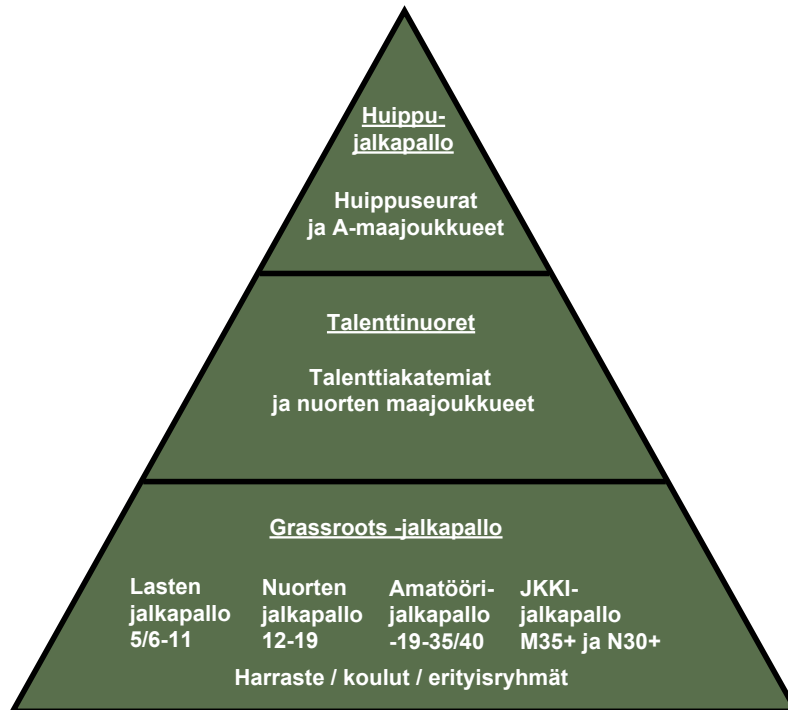 Huippu-
jalkapallo
Huippuseurat
ja A-maajoukkueet
Talenttinuoret
Talenttiakatemiat
ja nuorten maajoukkueet
Grassroots -jalkapallo
Lasten
jalkapallo
5/6-11
Nuorten
jalkapallo
12-19
Amatööri-
jalkapallo
-19-35/40
JKKI-
jalkapallo
M35+ ja N30+
Harraste / koulut / erityisryhmät